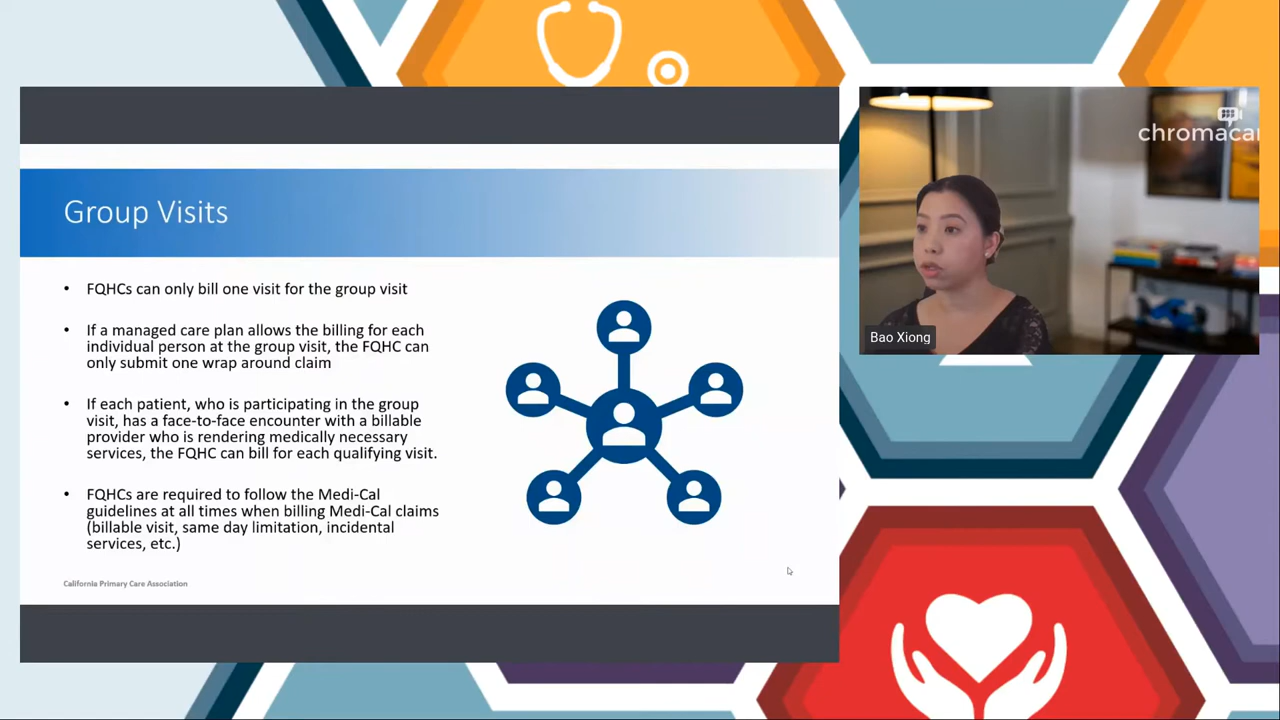 Group Visits
• FQHCs can only bill one visit for the group visit
• If a managed care plan allows the billing for each
individual person at the group visit, the FQHC can
only submit one wrap around claim
• If each patient, who is participating in the group
visit, has a face-to-face encounter with a billable
provider who is rendering medically necessary
services, the FQHC can bill for each qualifying visit.
• FQHCs are required to follow the Medi-Cal
guidelines at all times when billing Medi-Cal claims
(billable visit, same day limitation, incidental
services, etc.)
California Primary Care Association
chromaca
Bao Xiong